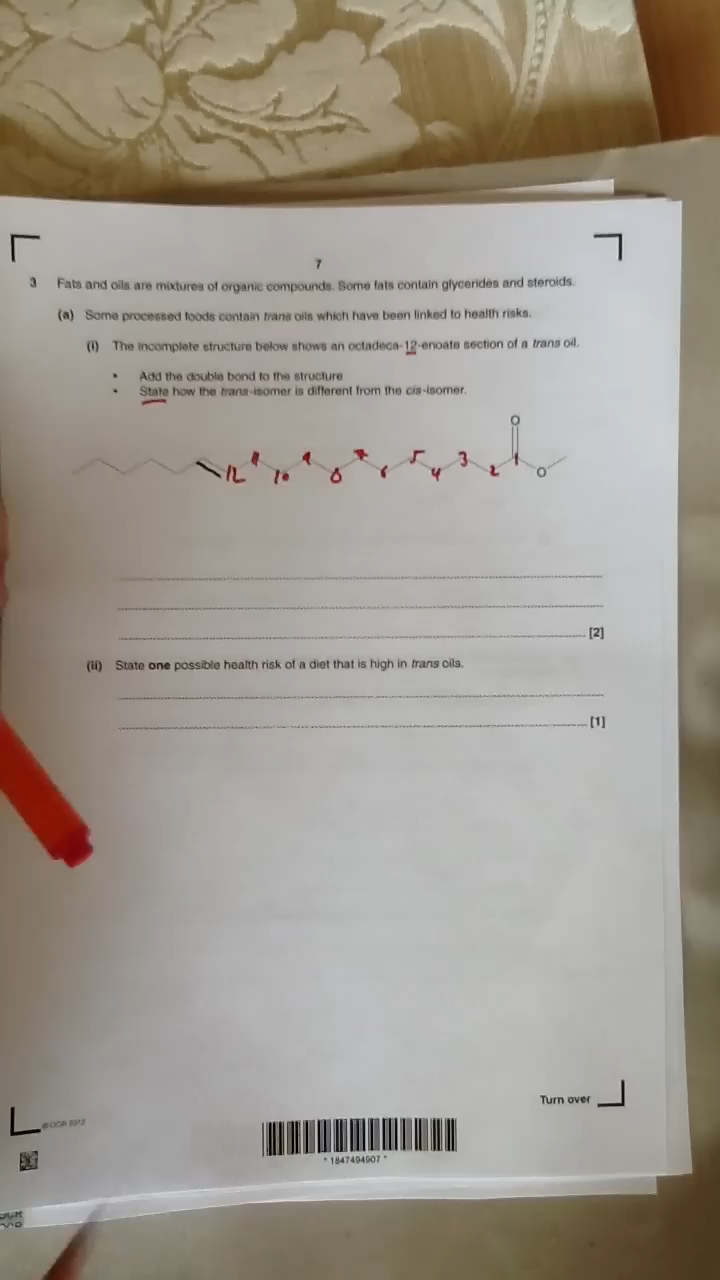 7
3 Fats and oils are mixtures of organic compounds. Some fats contain glycerides and steroids.
(a) Some processed foods contain trans oils which have been linked to health risks.
(i) The incomplete structure below shows an octadeca-12-enoate section of a trans oil.
• Add the double bond to the structure
• State how the trans-isomer is different from the cis-isomer.
O
12 10 9 8 7 6 5 4 3 2 1 O
[2]
(ii) State one possible health risk of a diet that is high in trans oils.
[1]
Turn over
© OCR
* 1847494907 *